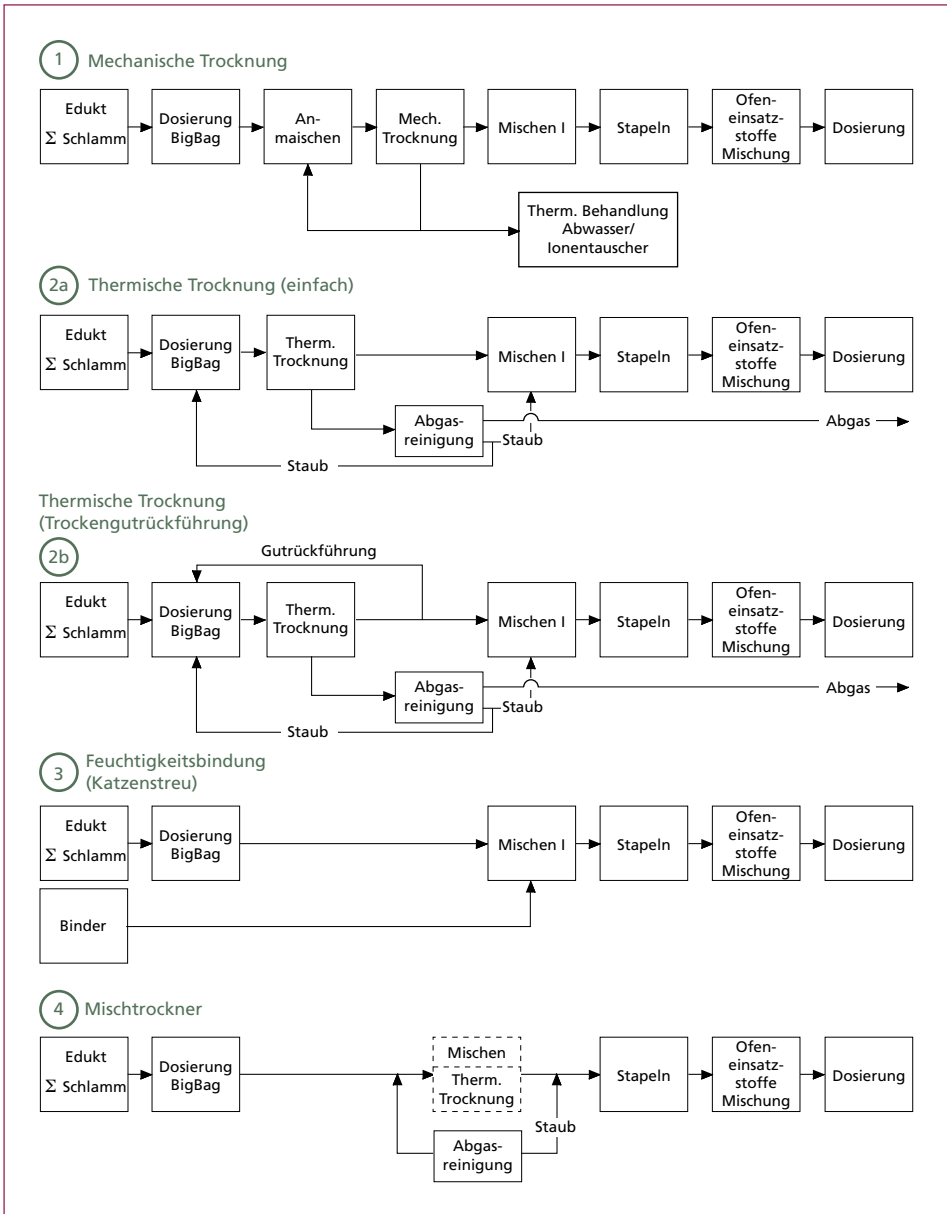 1 Mechanische Trocknung
Edukt
Σ Schlamm
Dosierung
BigBag
An-
maischen
Mech.
Trocknung
Mischen I
Stapeln
Ofen-
einsatz-
stoffe
Mischung
Dosierung
Therm. Behandlung
Abwasser/
Ionentauscher
2a Thermische Trocknung (einfach)
Edukt
Σ Schlamm
Dosierung
BigBag
Therm.
Trocknung
Mischen I
Stapeln
Ofen-
einsatz-
stoffe
Mischung
Dosierung
Abgas-
reinigung
Staub
Abgas
Staub
Thermische Trocknung
(Trockengutrückführung)
2b
Gutrückführung
Edukt
Σ Schlamm
Dosierung
BigBag
Therm.
Trocknung
Mischen I
Stapeln
Ofen-
einsatz-
stoffe
Mischung
Dosierung
Abgas-
reinigung
Staub
Abgas
Staub
3 Feuchtigkeitsbindung
(Katzenstreu)
Edukt
Σ Schlamm
Dosierung
BigBag
Mischen I
Stapeln
Ofen-
einsatz-
stoffe
Mischung
Dosierung
Binder
4 Mischtrockner
Edukt
Σ Schlamm
Dosierung
BigBag
Mischen
Therm.
Trocknung
Stapeln
Ofen-
einsatz-
stoffe
Mischung
Dosierung
Staub
Abgas-
reinigung